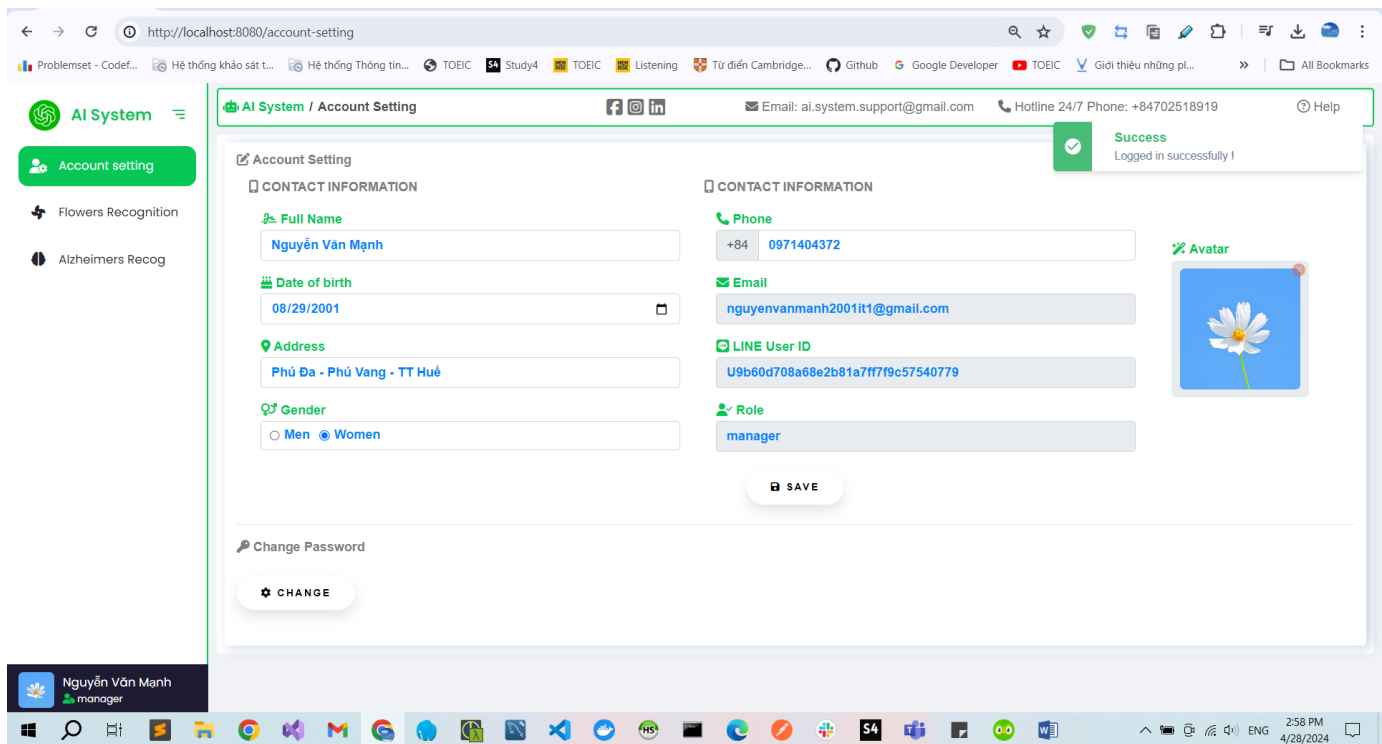 http://localhost:8080/account-setting
Problemset - Codef... Hệ thống khảo sát t... Hệ thống Thông tin... TOEIC S4 Study4 TOEIC Listening Từ điển Cambridge... Github Google Developer TOEIC Giới thiệu những pl... » All Bookmarks
AI System
AI System / Account Setting
Email: ai.system.support@gmail.com
Hotline 24/7 Phone: +84702518919
Help
Success
Logged in successfully !
Account setting
Flowers Recognition
Alzheimers Recog
Account Setting
CONTACT INFORMATION
Full Name
Nguyễn Văn Mạnh
Date of birth
08/29/2001
Address
Phú Đa - Phú Vang - TT Huế
Gender
Men Women
CONTACT INFORMATION
Phone
+84 0971404372
Email
nguyenvanmanh2001it1@gmail.com
LINE User ID
U9b60d708a68e2b81a7ff7f9c57540779
Role
manager
Avatar
SAVE
Change Password
CHANGE
Nguyễn Văn Mạnh
manager
S4
ENG
2:58 PM
4/28/2024